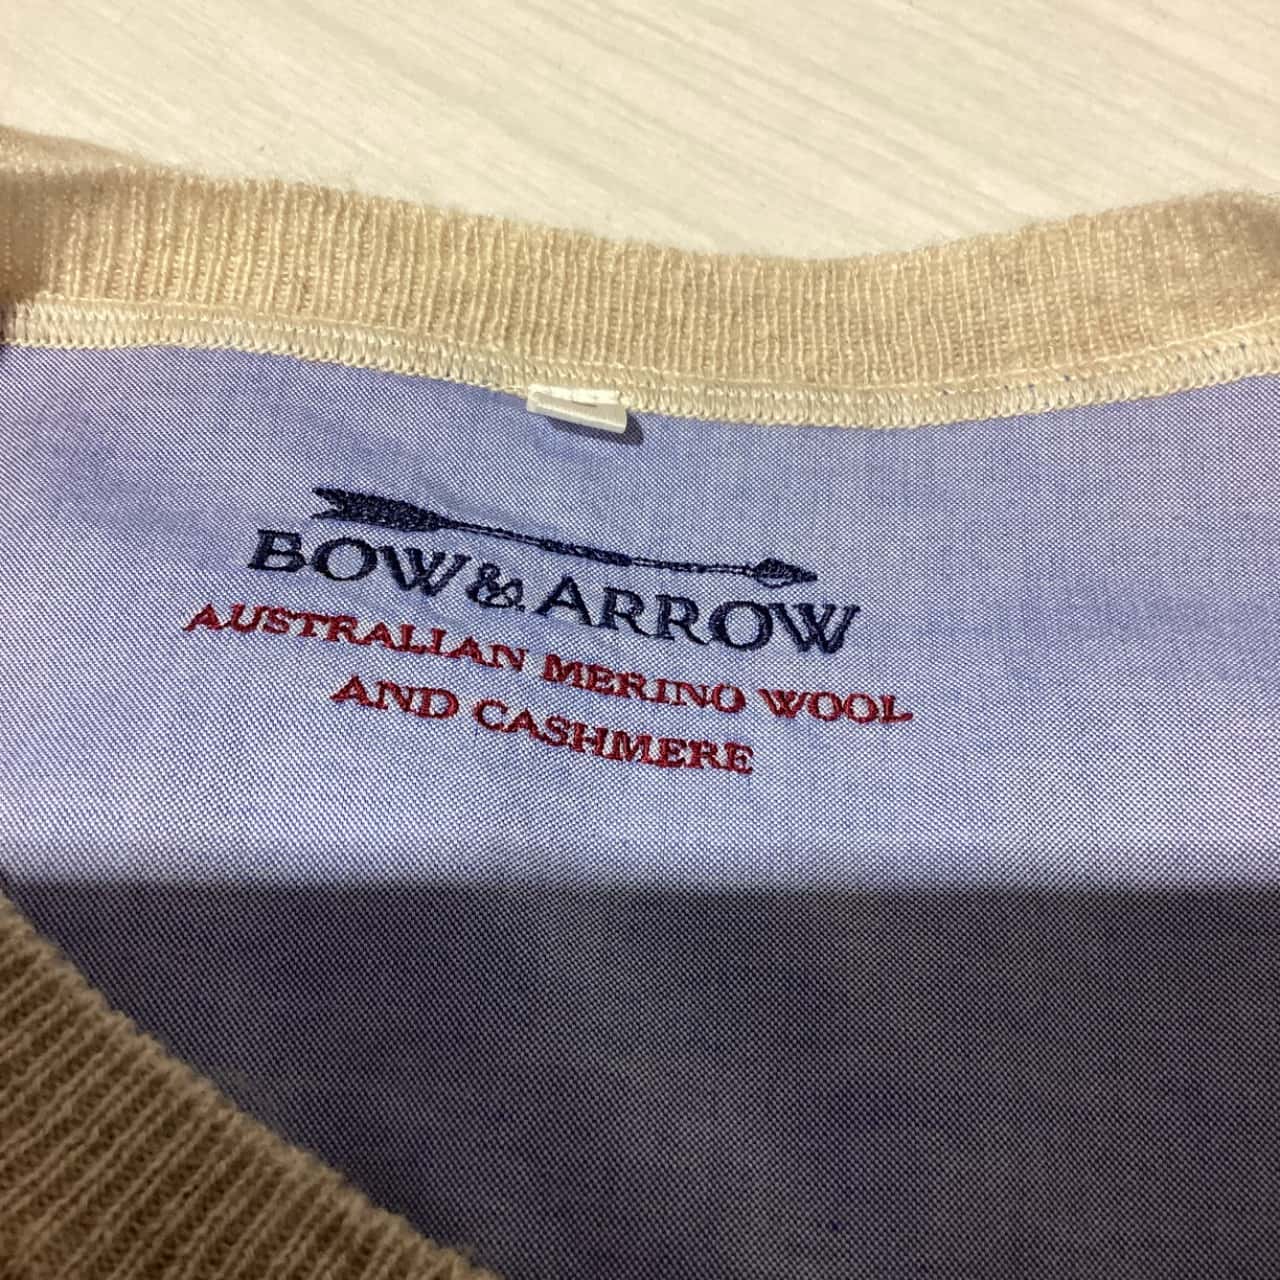 BOW & ARROW
AUSTRALIAN MERINO WOOL
AND CASHMERE